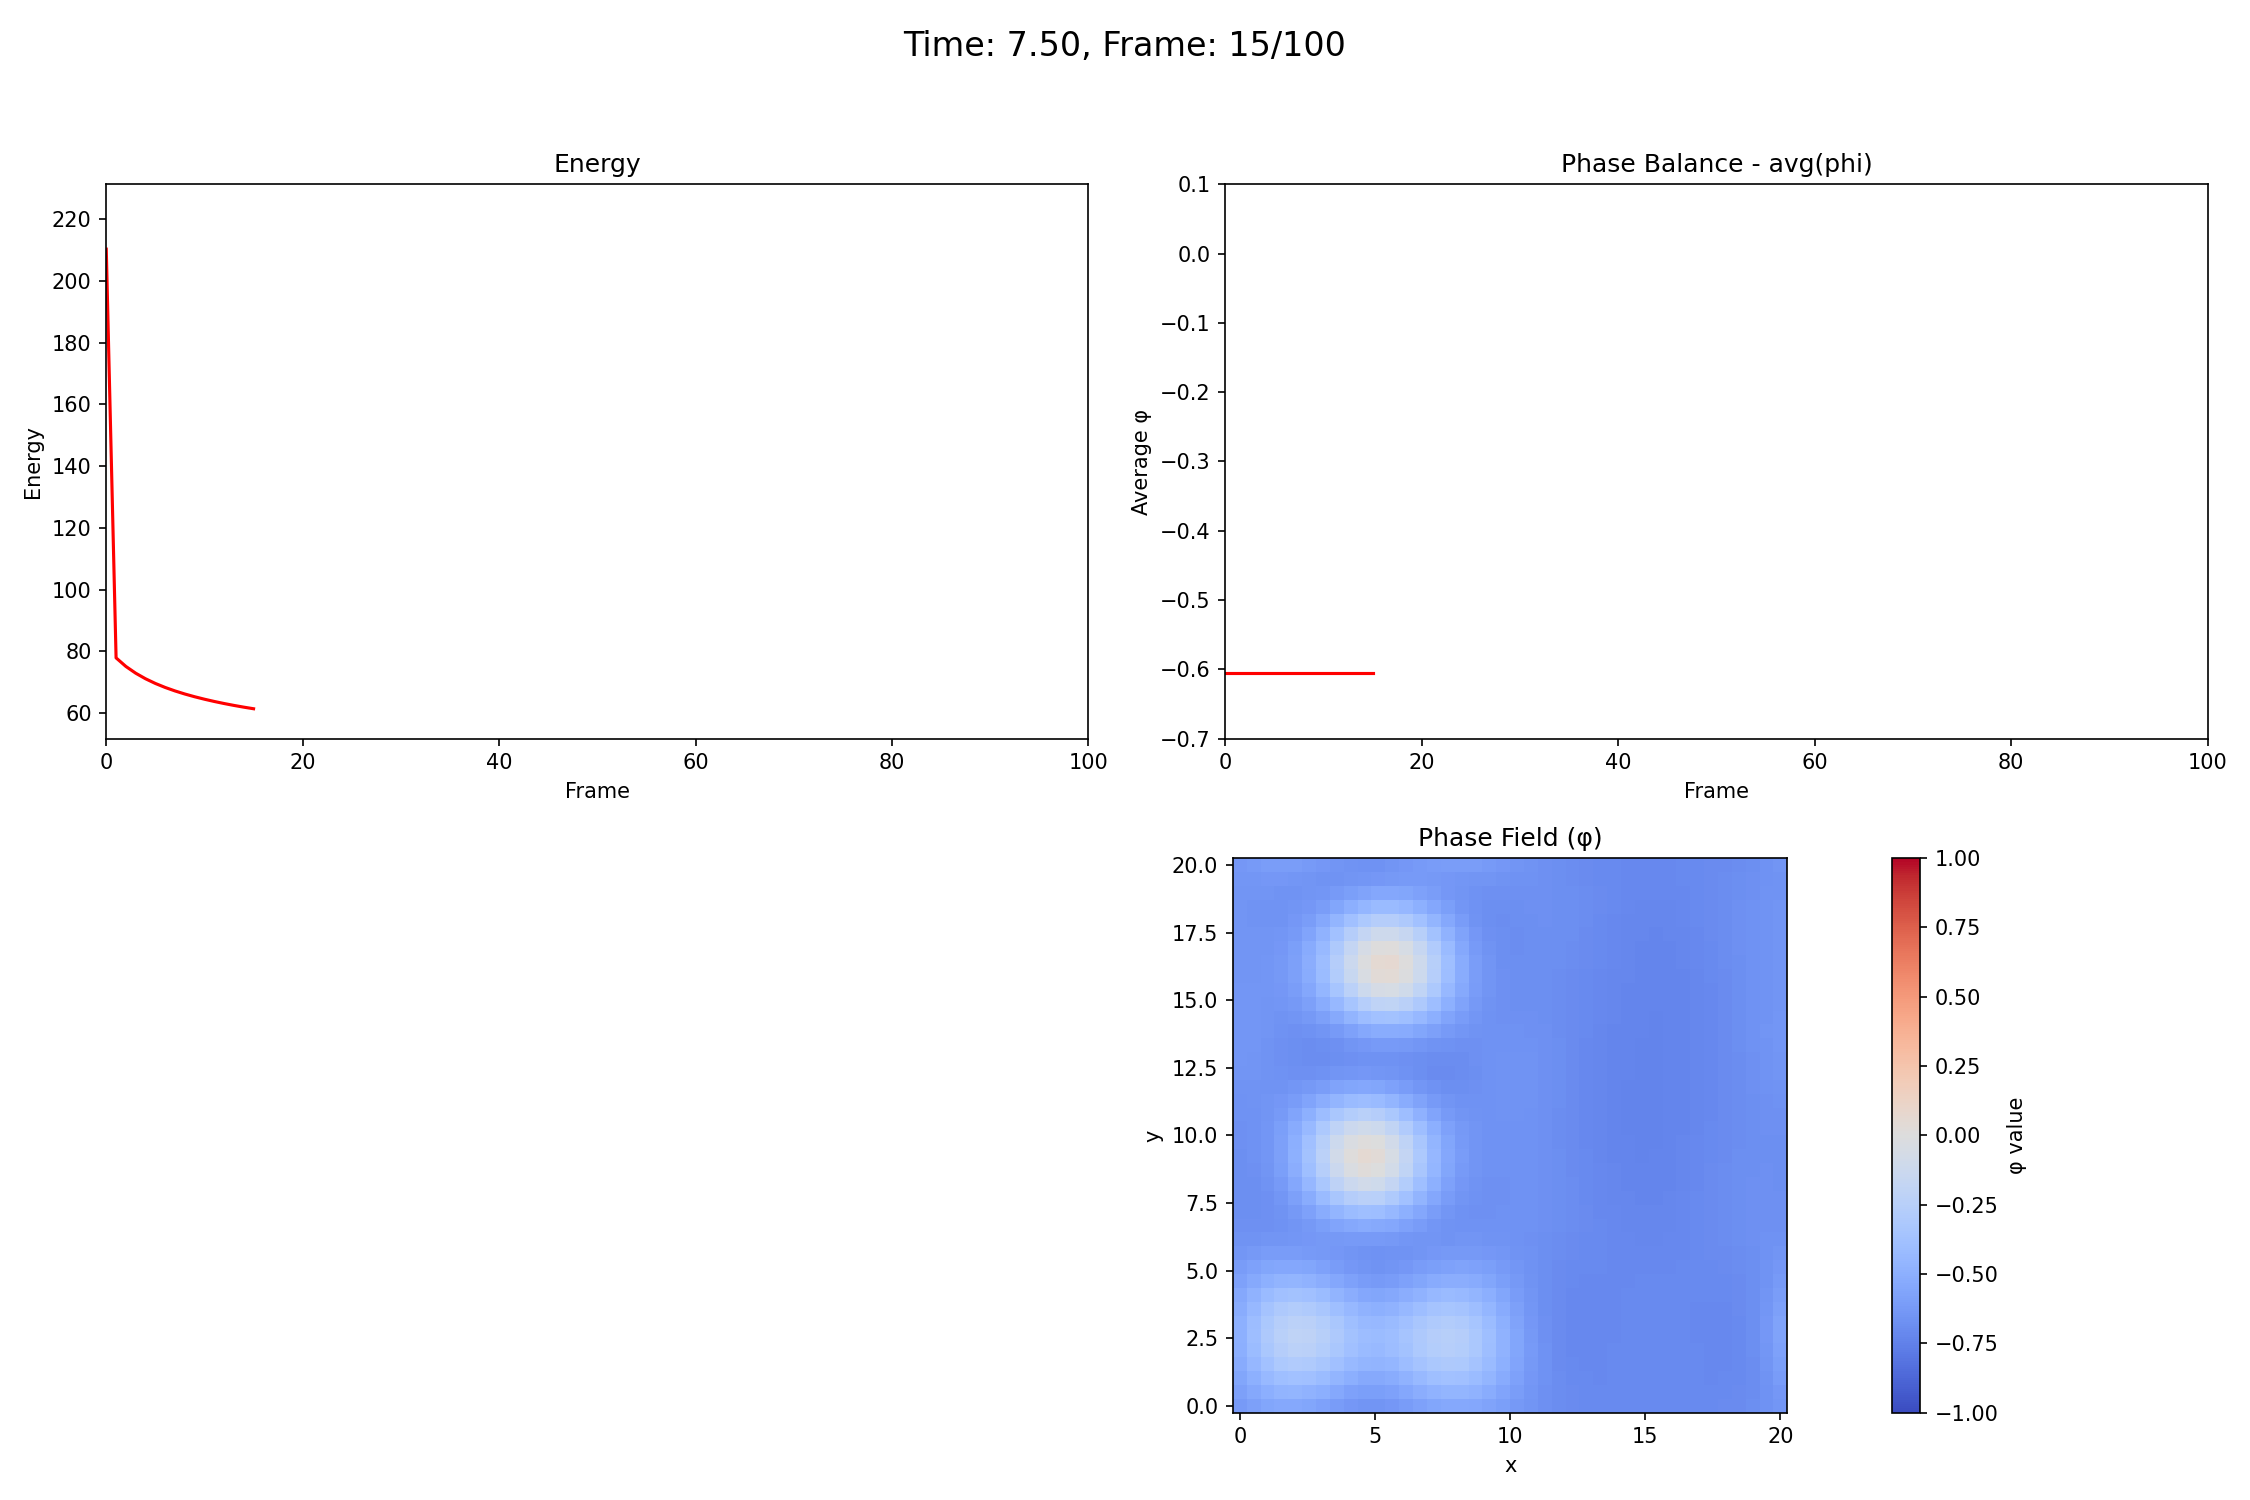 Time: 7.50, Frame: 15/100
Energy
220
200
180
160
140
120
100
80
60
Energy
0 20 40 60 80 100
Frame
Phase Balance - avg(phi)
0.1
0.0
−0.1
−0.2
−0.3
−0.4
−0.5
−0.6
−0.7
Average φ
0 20 40 60 80 100
Frame
Phase Field (φ)
20.0
17.5
15.0
12.5
10.0
7.5
5.0
2.5
0.0
y
0 5 10 15 20
x
1.00
0.75
0.50
0.25
0.00
−0.25
−0.50
−0.75
−1.00
φ value